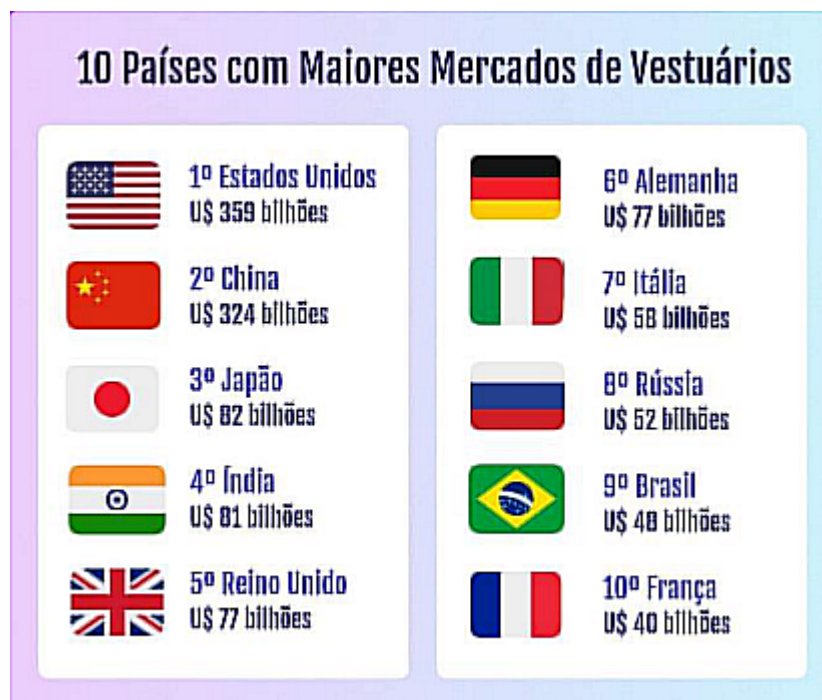 10 Países com Maiores Mercados de Vestuários
1º Estados Unidos
U$ 359 bilhões
2º China
U$ 324 bilhões
3º Japão
U$ 82 bilhões
4º Índia
U$ 81 bilhões
5º Reino Unido
U$ 77 bilhões
6º Alemanha
U$ 77 bilhões
7º Itália
U$ 58 bilhões
8º Rússia
U$ 52 bilhões
9º Brasil
U$ 48 bilhões
10º França
U$ 40 bilhões